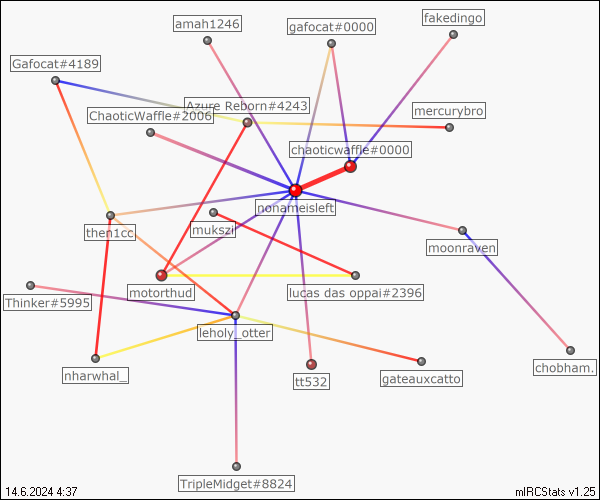 amah1246
gafocat#0000
fakedingo
Gafocat#4189
Azure Reborn#4243
ChaoticWaffle#2006
mercurybro
chaoticwaffle#0000
nonameisleft
mukszi
then1cc
moonraven
motorthud
lucas das oppai#2396
Thinker#5995
leholy_otter
nharwhal_
tt532
gateauxcatto
chobham.
TripleMidget#8824
14.6.2024 4:37
mIRCStats v1.25